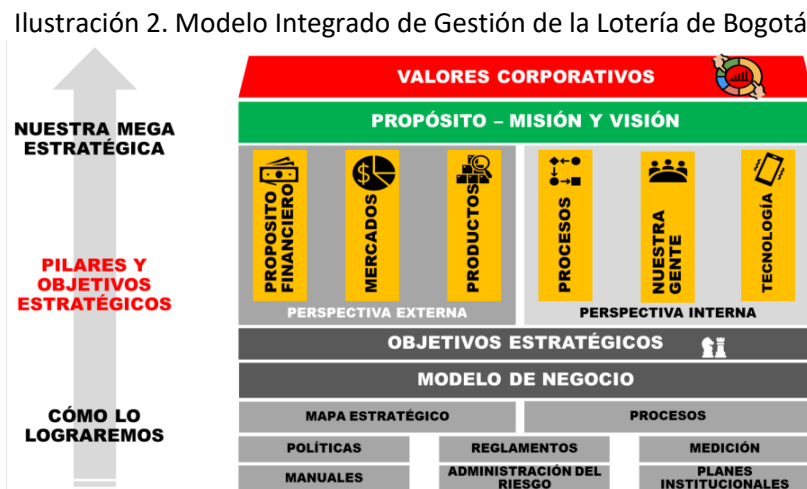 Ilustración 2. Modelo Integrado de Gestión de la Lotería de Bogotá
VALORES CORPORATIVOS
NUESTRA MEGA
ESTRATÉGICA
PROPÓSITO – MISIÓN Y VISIÓN
PILARES Y
OBJETIVOS
ESTRATÉGICOS
PROPOSITO
FINANCIERO
MERCADOS
PRODUCTOS
PROCESOS
NUESTRA
GENTE
TECNOLOGÍA
PERSPECTIVA EXTERNA
PERSPECTIVA INTERNA
OBJETIVOS ESTRATÉGICOS
MODELO DE NEGOCIO
CÓMO LO
LOGRAREMOS
MAPA ESTRATÉGICO
PROCESOS
POLÍTICAS
REGLAMENTOS
MEDICIÓN
MANUALES
ADMINISTRACIÓN DEL
RIESGO
PLANES
INSTITUCIONALES